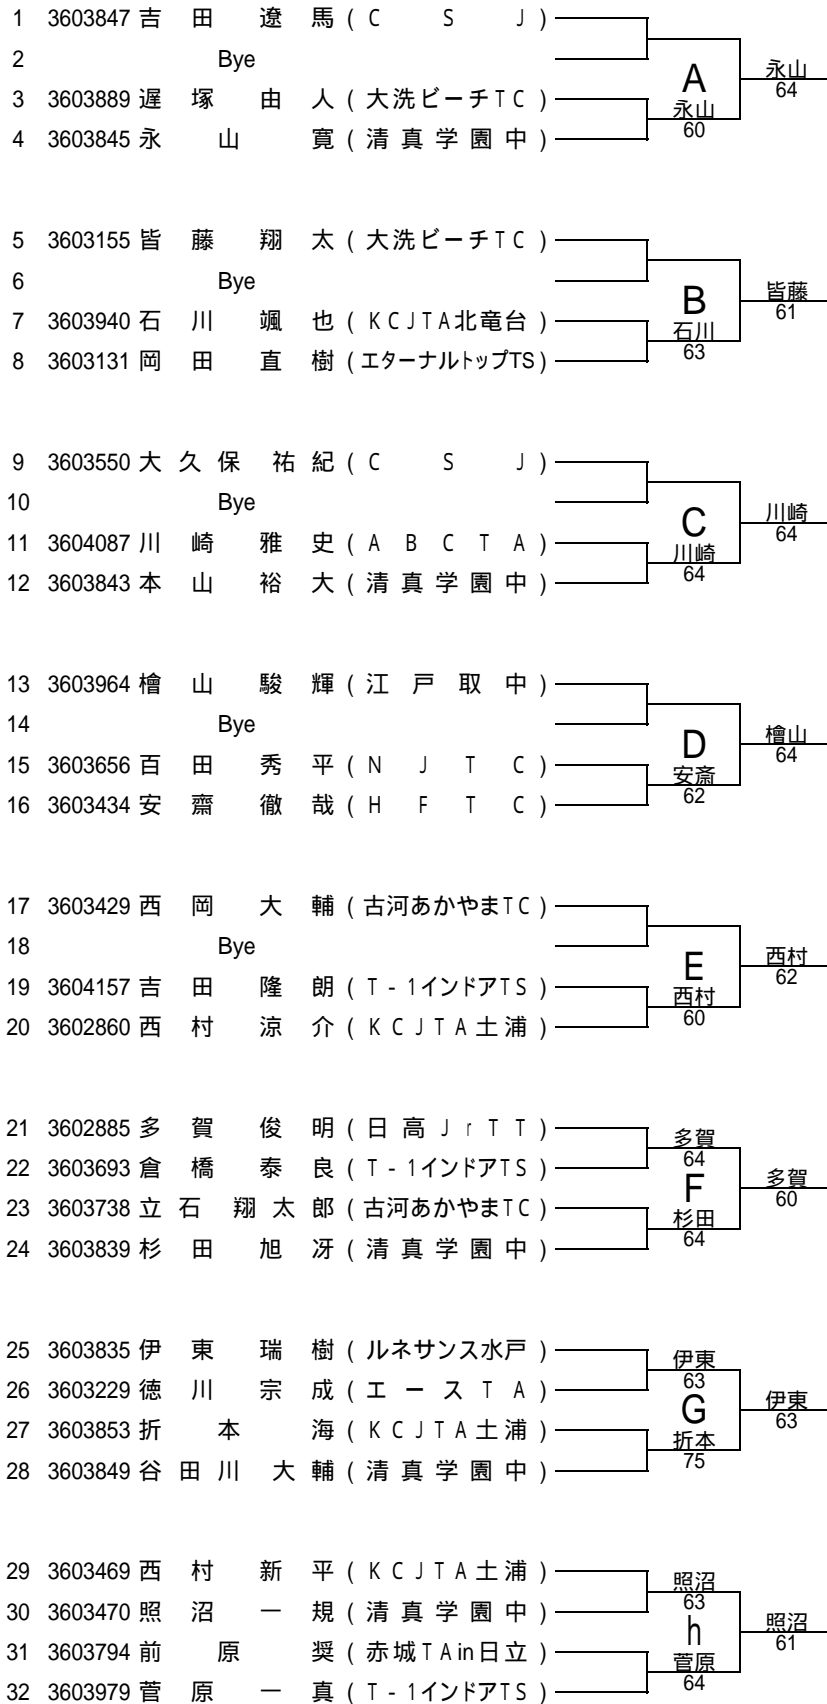 1 3603847 吉田 遼馬 (CSJ)
2 Bye
A 永山 64
3 3603889 遅塚 由人 (大洗ビーチTC)
永山 60
4 3603845 永山 寛 (清真学園中)
5 3603155 皆藤 翔太 (大洗ビーチTC)
6 Bye
B 皆藤 61
7 3603940 石川 颯也 (KCJTA北竜台)
石川 63
8 3603131 岡田 直樹 (エターナルトップTS)
9 3603550 大久保 祐紀 (CSJ)
10 Bye
C 川崎 64
11 3604087 川崎 雅史 (ABCTA)
川崎 64
12 3603843 本山 裕大 (清真学園中)
13 3603964 檜山 駿輝 (江戸取中)
14 Bye
D 檜山 64
15 3603656 百田 秀平 (NJTC)
安斎 62
16 3603434 安齋 徹哉 (HFTC)
17 3603429 西岡 大輔 (古河あかやまTC)
18 Bye
E 西村 62
19 3604157 吉田 隆朗 (T-1インドアTS)
西村 60
20 3602860 西村 涼介 (KCJTA土浦)
21 3602885 多賀 俊明 (日高JrTT)
多賀 64
22 3603693 倉橋 泰良 (T-1インドアTS)
F 多賀 60
23 3603738 立石 翔太郎 (古河あかやまTC)
杉田 64
24 3603839 杉田 旭冴 (清真学園中)
25 3603835 伊東 瑞樹 (ルネサンス水戸)
伊東 63
26 3603229 徳川 宗成 (エースTA)
G 伊東 63
27 3603853 折本 海 (KCJTA土浦)
折本 75
28 3603849 谷田川 大輔 (清真学園中)
29 3603469 西村 新平 (KCJTA土浦)
照沼 63
30 3603470 照沼 一規 (清真学園中)
h 照沼 61
31 3603794 前原 奨 (赤城TAin日立)
菅原 64
32 3603979 菅原 一真 (T-1インドアTS)